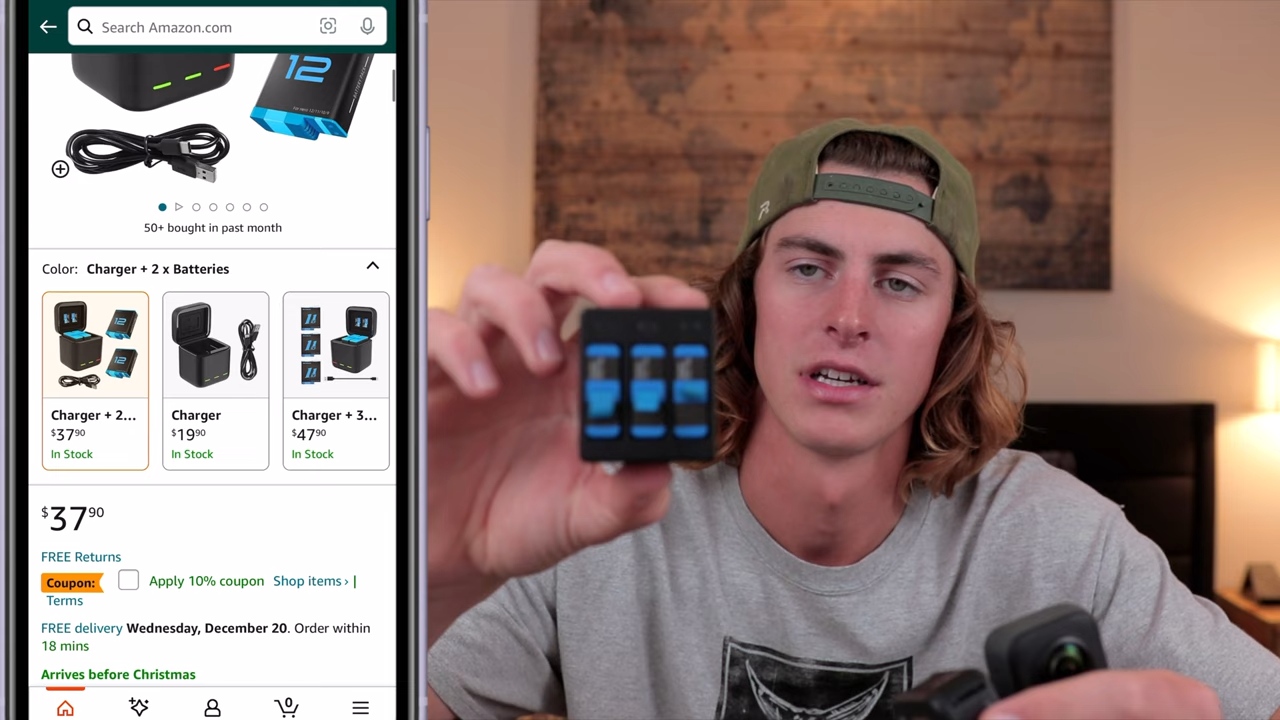 Search Amazon.com
12
50+ bought in past month
Color: Charger + 2 x Batteries
12
12
Charger + 2...
$37 90
In Stock
Charger
$19 90
In Stock
Charger + 3...
$47 90
In Stock
$37 90
FREE Returns
Coupon: Apply 10% coupon Shop items › |
Terms
FREE delivery Wednesday, December 20. Order within
18 mins
Arrives before Christmas
0